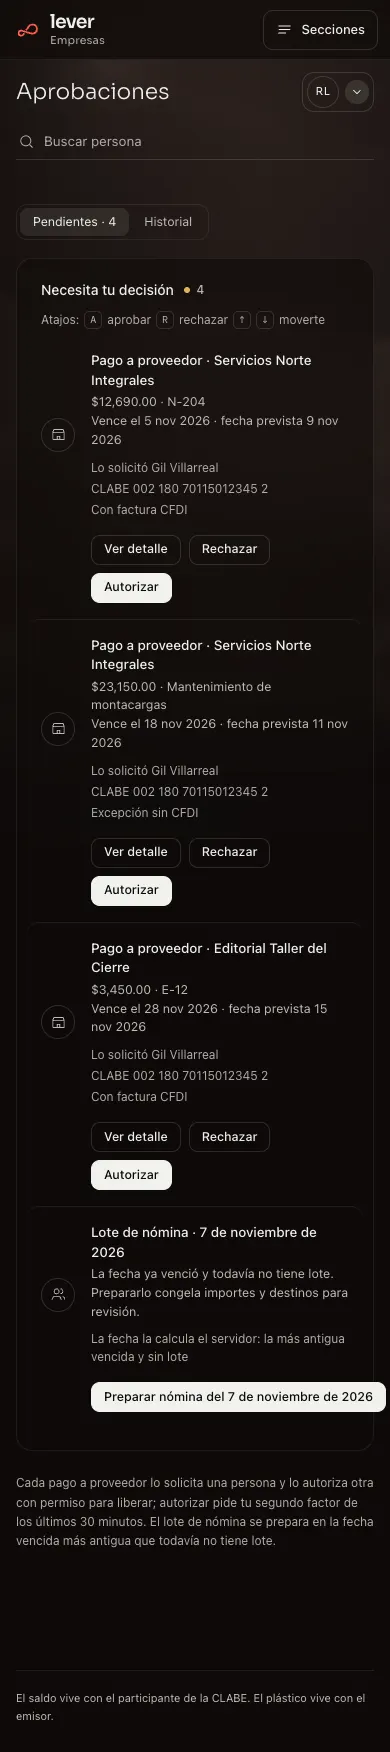 lever
Empresas
Secciones
Aprobaciones
RL
Buscar persona
Pendientes · 4
Historial
Necesita tu decisión
4
Atajos: A aprobar R rechazar ↑ ↓ moverte
Pago a proveedor · Servicios Norte
Integrales
$12,690.00 · N-204
Vence el 5 nov 2026 · fecha prevista 9 nov
2026
Lo solicitó Gil Villarreal
CLABE 002 180 70115012345 2
Con factura CFDI
Ver detalle
Rechazar
Autorizar
Pago a proveedor · Servicios Norte
Integrales
$23,150.00 · Mantenimiento de
montacargas
Vence el 18 nov 2026 · fecha prevista 11 nov
2026
Lo solicitó Gil Villarreal
CLABE 002 180 70115012345 2
Excepción sin CFDI
Ver detalle
Rechazar
Autorizar
Pago a proveedor · Editorial Taller del
Cierre
$3,450.00 · E-12
Vence el 28 nov 2026 · fecha prevista 15
nov 2026
Lo solicitó Gil Villarreal
CLABE 002 180 70115012345 2
Con factura CFDI
Ver detalle
Rechazar
Autorizar
Lote de nómina · 7 de noviembre de
2026
La fecha ya venció y todavía no tiene lote.
Prepararlo congela importes y destinos para
revisión.
La fecha la calcula el servidor: la más antigua
vencida y sin lote
Preparar nómina del 7 de noviembre de 2026
Cada pago a proveedor lo solicita una persona y lo autoriza otra
con permiso para liberar; autorizar pide tu segundo factor de
los últimos 30 minutos. El lote de nómina se prepara en la fecha
vencida más antigua que todavía no tiene lote.
El saldo vive con el participante de la CLABE. El plástico vive con el
emisor.